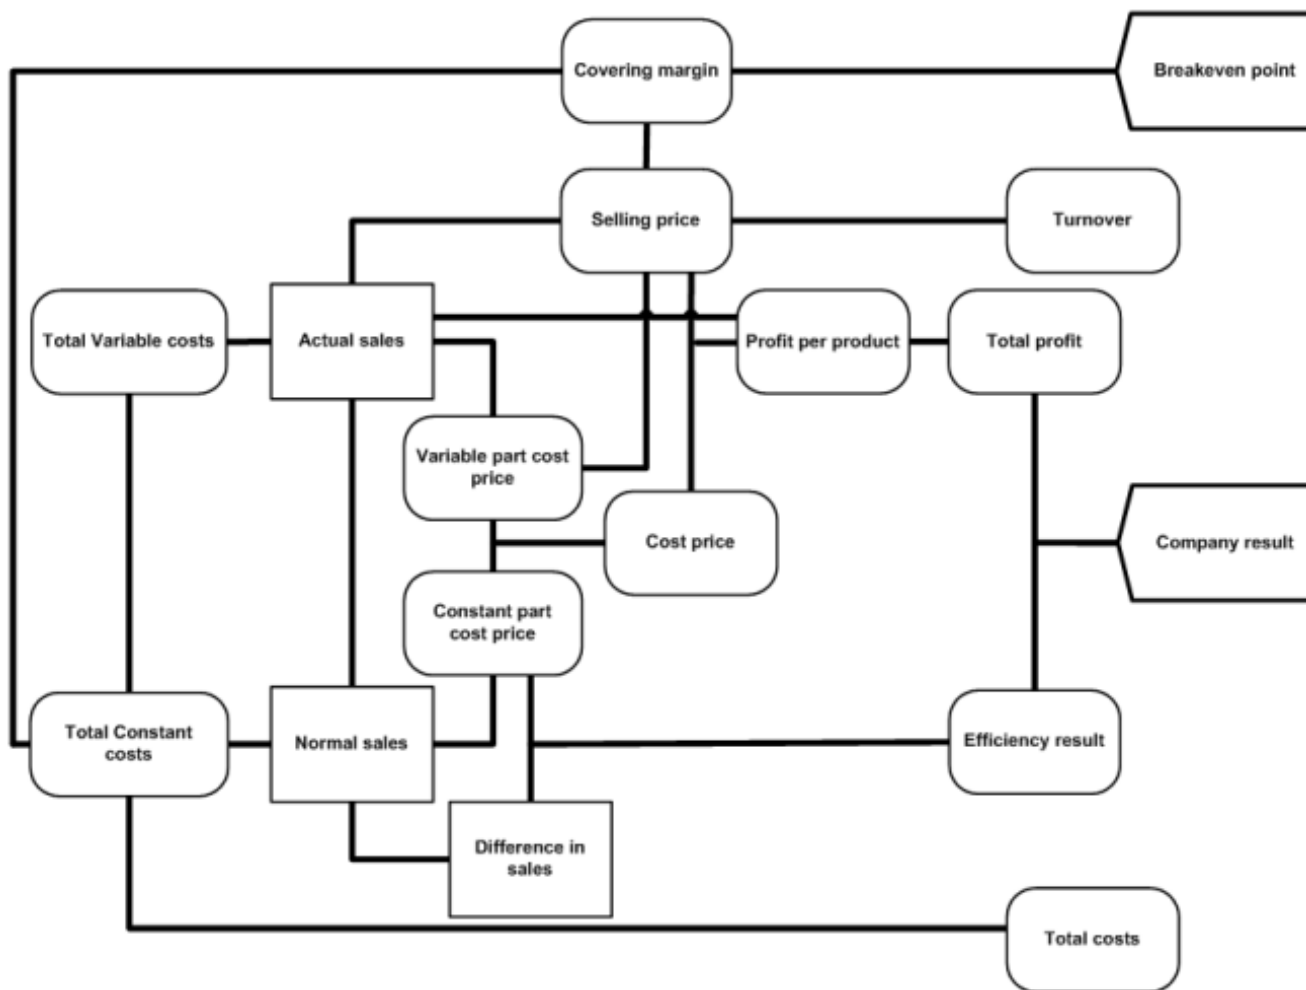 Covering margin
Breakeven point
Selling price
Turnover
Total Variable costs
Actual sales
Profit per product
Total profit
Variable part cost
price
Cost price
Company result
Constant part
cost price
Total Constant
costs
Normal sales
Efficiency result
Difference in
sales
Total costs